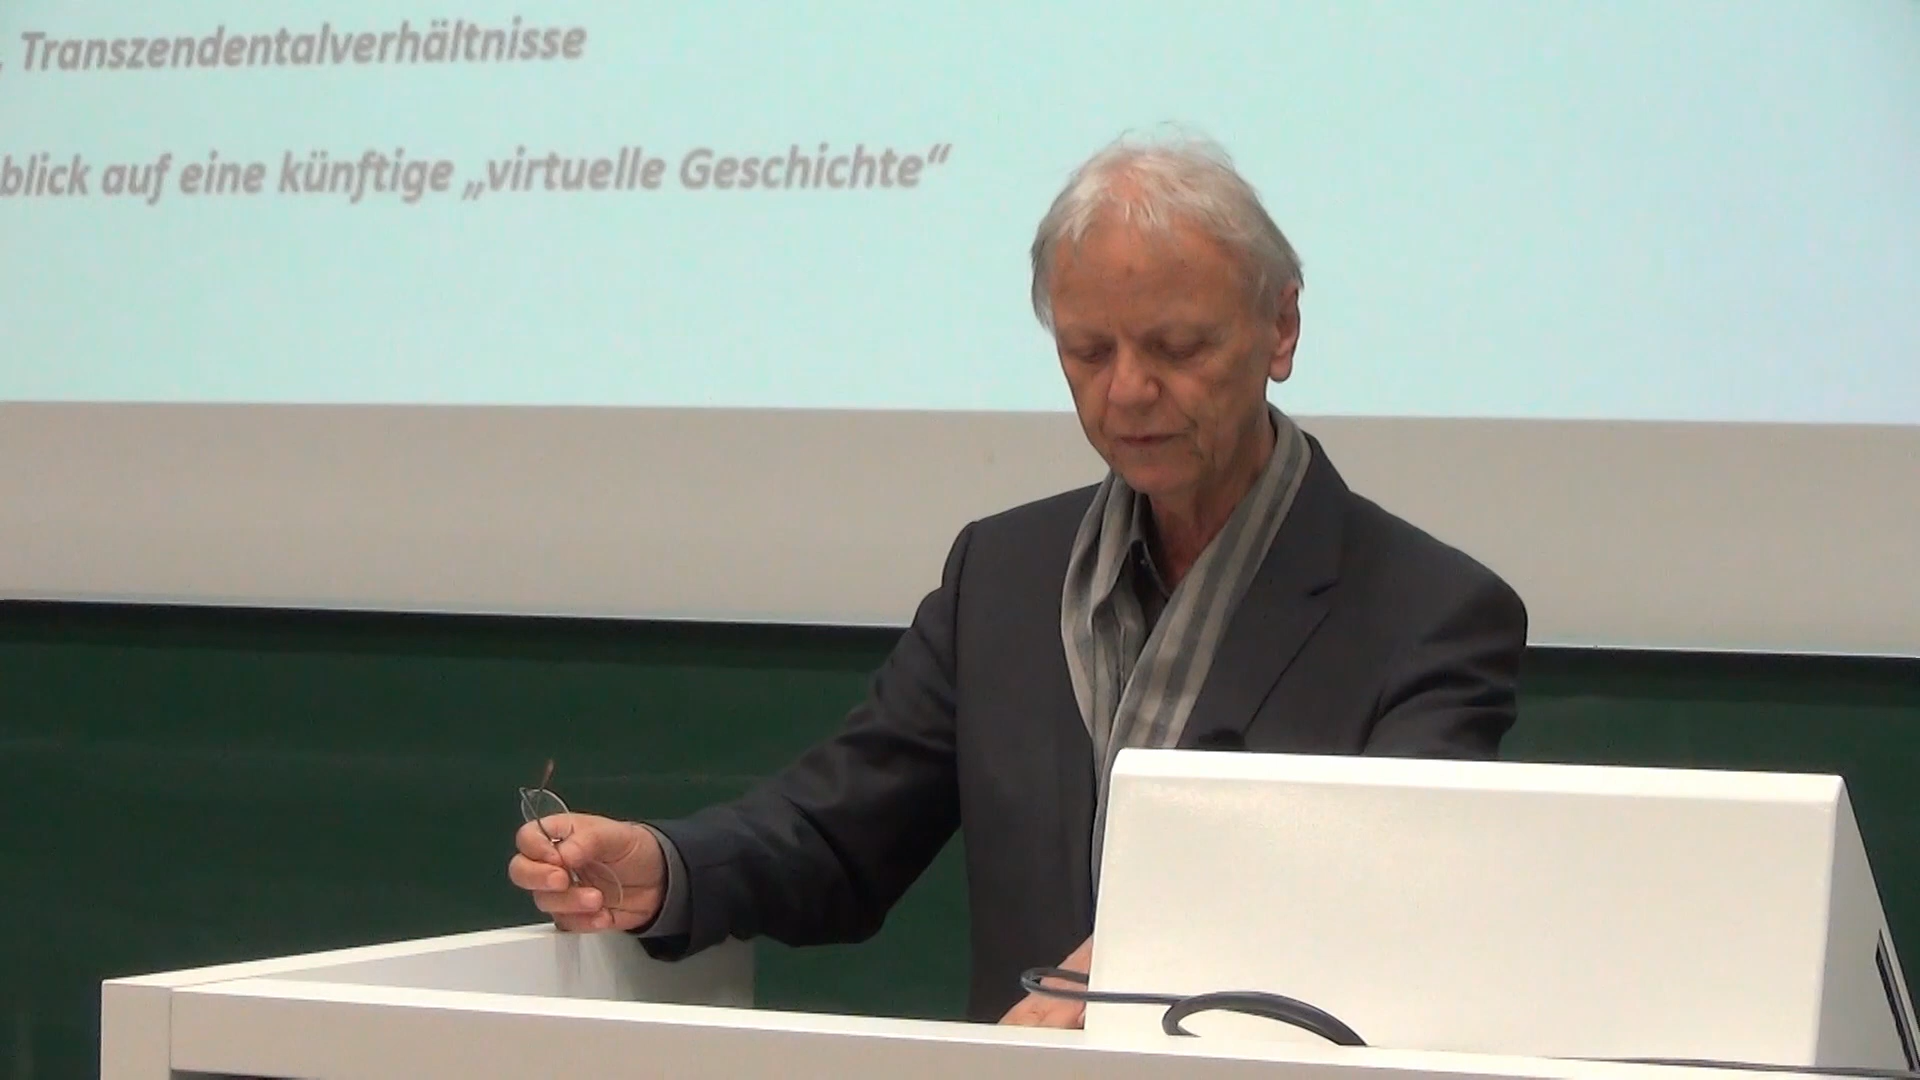 . Transzendentalverhältnisse
blick auf eine künftige „virtuelle Geschichte“